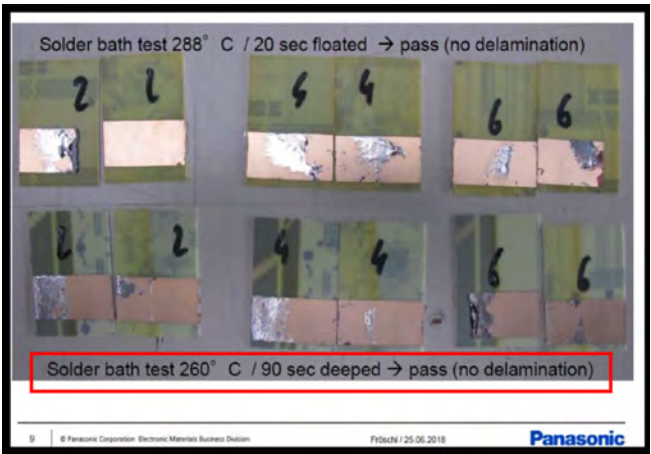 Solder bath test 288° C / 20 sec floated → pass (no delamination)
2 2 4 4 6 6
2 2 4 4 6 6
Solder bath test 260° C / 90 sec deeped → pass (no delamination)
9 © Panasonic Corporation Electronic Materials Business Division Fröschl / 25.06.2018 Panasonic